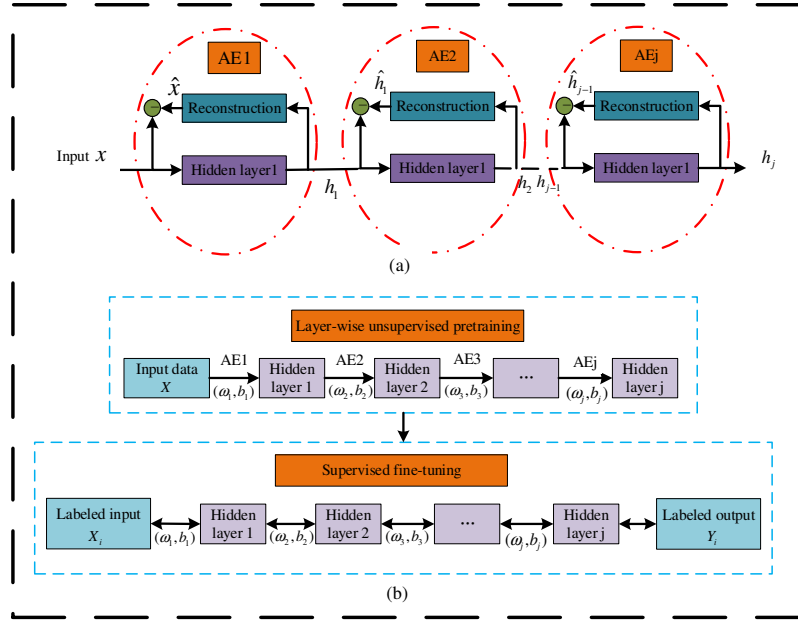 AE1
AE2
AEj
x̂
ĥ₁
ĥⱼ₋₁
Reconstruction
Reconstruction
Reconstruction
Input x
Hidden layer1
Hidden layer1
Hidden layer1
h₁
h₂ hⱼ₋₁
hⱼ
(a)
Layer-wise unsupervised pretraining
AE1
AE2
AE3
AEj
Input data
X
Hidden
layer 1
Hidden
layer 2
...
Hidden
layer j
(ω₁,b₁)
(ω₂,b₂)
(ω₃,b₃)
(ωⱼ,bⱼ)
Supervised fine-tuning
Labeled input
Xᵢ
Hidden
layer 1
Hidden
layer 2
...
Hidden
layer j
Labeled output
Yᵢ
(ω₁,b₁)
(ω₂,b₂)
(ω₃,b₃)
(ωⱼ,bⱼ)
(b)